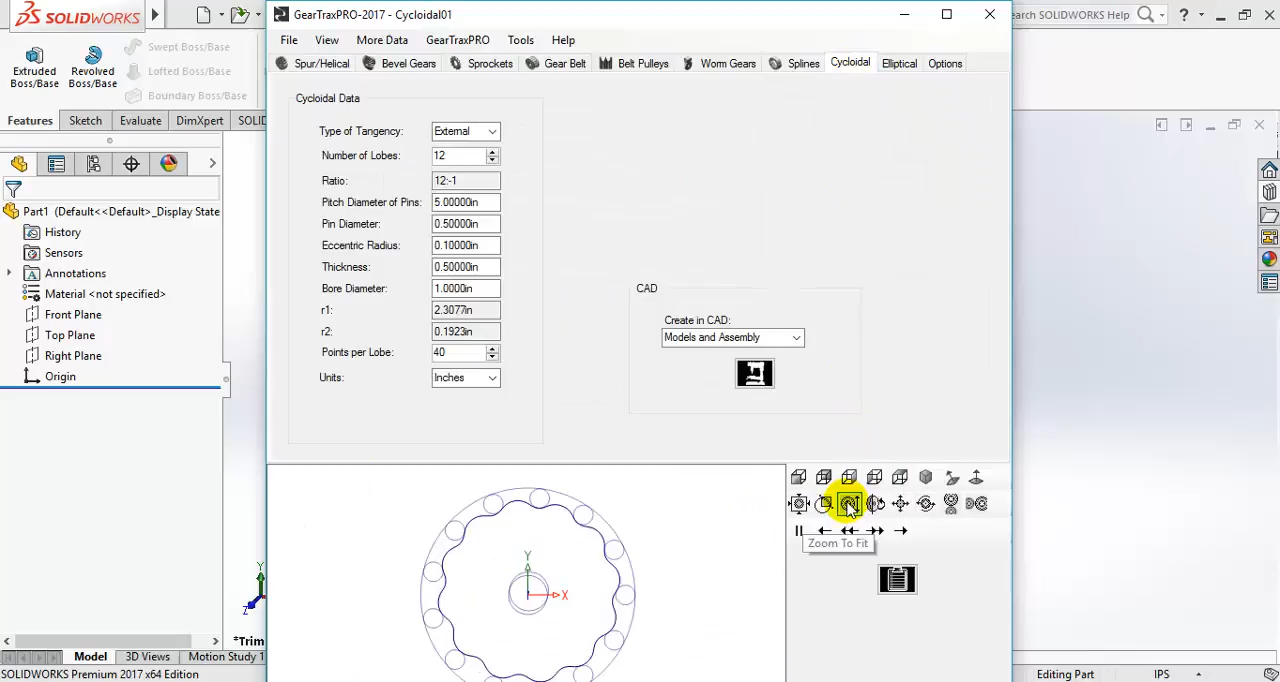 SOLIDWORKS
GearTraxPRO-2017 - Cycloidal01
earch SOLIDWORKS Help
File View More Data GearTraxPRO Tools Help
Extruded Boss/Base
Revolved Boss/Base
Swept Boss/Base
Lofted Boss/Base
Boundary Boss/Base
Spur/Helical Bevel Gears Sprockets Gear Belt Belt Pulleys Worm Gears Splines Cycloidal Elliptical Options
Features Sketch Evaluate DimXpert SOLID
Part1 (Default<<Default>_Display State
History
Sensors
Annotations
Material <not specified>
Front Plane
Top Plane
Right Plane
Origin
Cycloidal Data
Type of Tangency: External
Number of Lobes: 12
Ratio: 12:-1
Pitch Diameter of Pins: 5.00000in
Pin Diameter: 0.50000in
Eccentric Radius: 0.10000in
Thickness: 0.50000in
Bore Diameter: 1.0000in
r1: 2.3077in
r2: 0.1923in
Points per Lobe: 40
Units: Inches
CAD
Create in CAD:
Models and Assembly
Zoom To Fit
Y
X
Y
Z
*Trim
Model 3D Views Motion Study 1
SOLIDWORKS Premium 2017 x64 Edition
Editing Part IPS